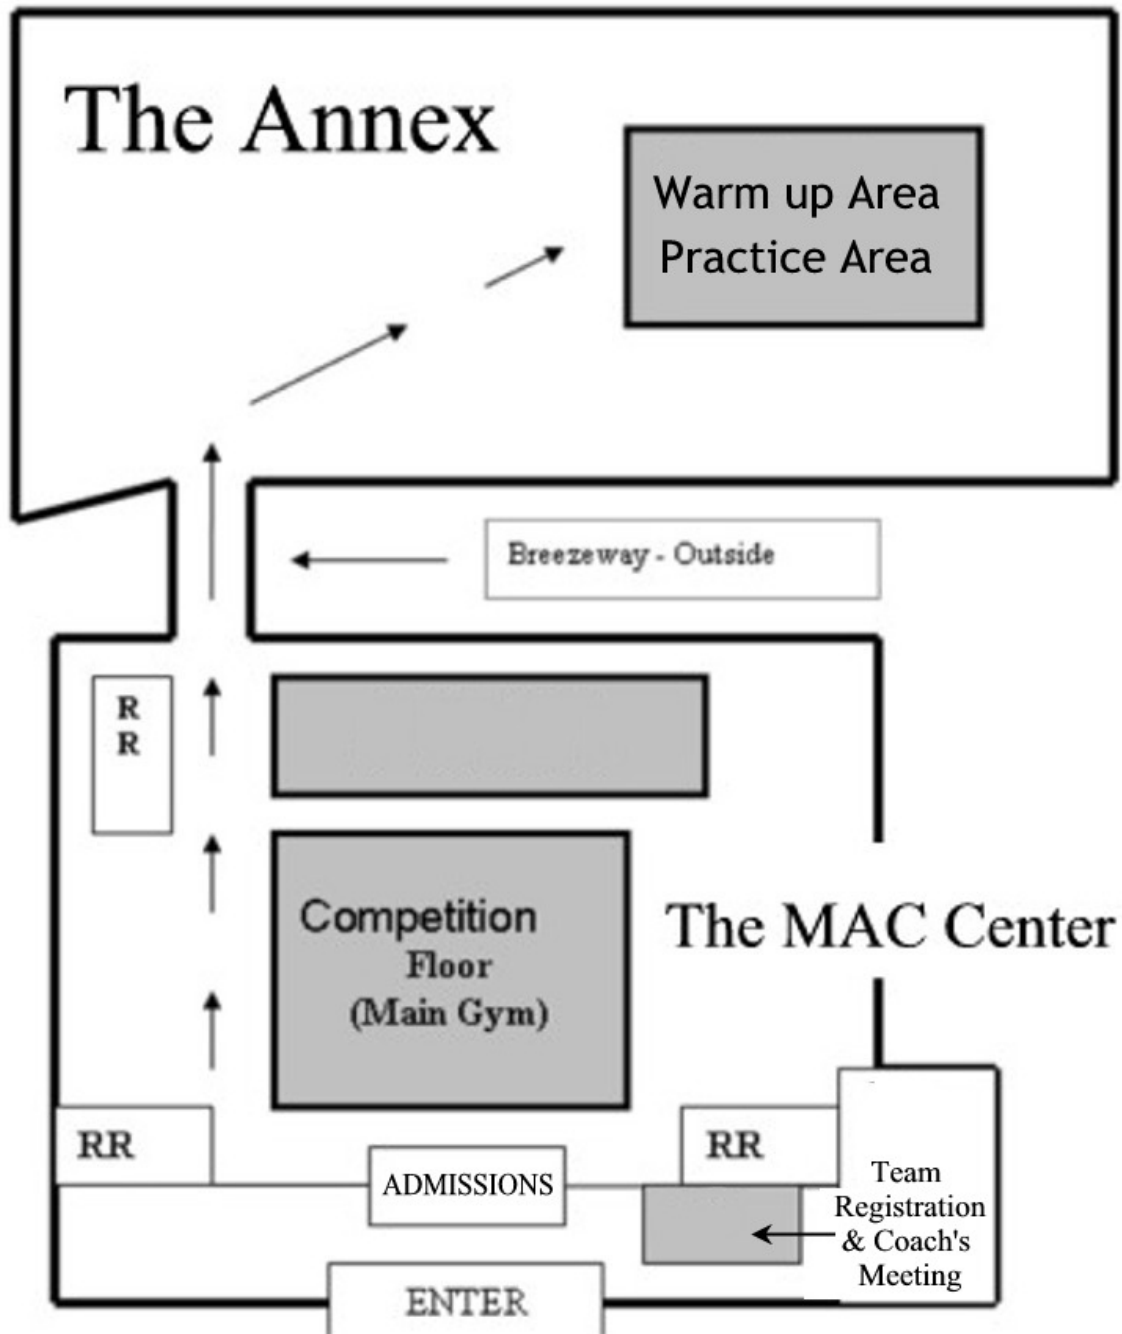 The Annex
Warm up Area
Practice Area
Breezeway - Outside
R
R
Competition
Floor
(Main Gym)
The MAC Center
RR
RR
ADMISSIONS
Team
Registration
& Coach's
Meeting
ENTER